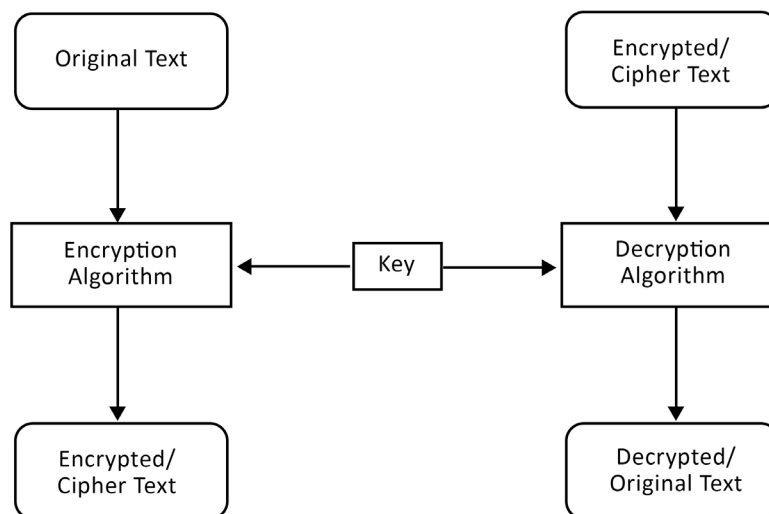 Original Text
Encrypted/
Cipher Text
Encryption
Algorithm
Key
Decryption
Algorithm
Encrypted/
Cipher Text
Decrypted/
Original Text